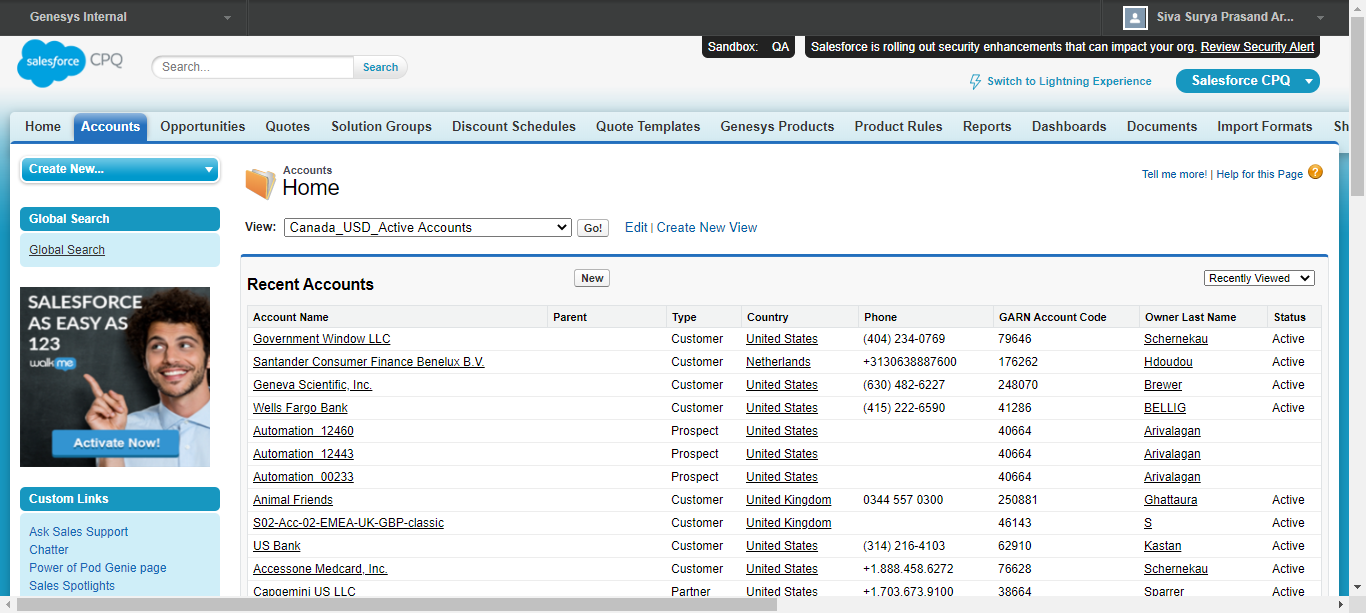 Genesys Internal
Siva Surya Prasand Ar...
salesforce CPQ
Search...
Search
Sandbox: QA
Salesforce is rolling out security enhancements that can impact your org. Review Security Alert
Switch to Lightning Experience
Salesforce CPQ
Home Accounts Opportunities Quotes Solution Groups Discount Schedules Quote Templates Genesys Products Product Rules Reports Dashboards Documents Import Formats Sh
Create New...
Global Search
Global Search
SALESFORCE
AS EASY AS
123
walkme
Activate Now!
Custom Links
Ask Sales Support
Chatter
Power of Pod Genie page
Sales Spotlights
Accounts
Home
Tell me more! | Help for this Page ?
View: Canada_USD_Active Accounts Go! Edit | Create New View
Recent Accounts New Recently Viewed
Account Name Parent Type Country Phone GARN Account Code Owner Last Name Status
Government Window LLC Customer United States (404) 234-0769 79646 Schernekau Active
Santander Consumer Finance Benelux B.V. Customer Netherlands +3130638887600 176262 Hdoudou Active
Geneva Scientific, Inc. Customer United States (630) 482-6227 248070 Brewer Active
Wells Fargo Bank Customer United States (415) 222-6590 41286 BELLIG Active
Automation_12460 Prospect United States 40664 Arivalagan
Automation_12443 Prospect United States 40664 Arivalagan
Automation_00233 Prospect United States 40664 Arivalagan
Animal Friends Customer United Kingdom 0344 557 0300 250881 Ghattaura Active
S02-Acc-02-EMEA-UK-GBP-classic Customer United Kingdom 46143 S Active
US Bank Customer United States (314) 216-4103 62910 Kastan Active
Accessone Medcard, Inc. Customer United States +1.888.458.6272 76628 Schernekau Active
Capgemini US LLC Partner United States +1.703.673.9100 38664 Sparrer Active